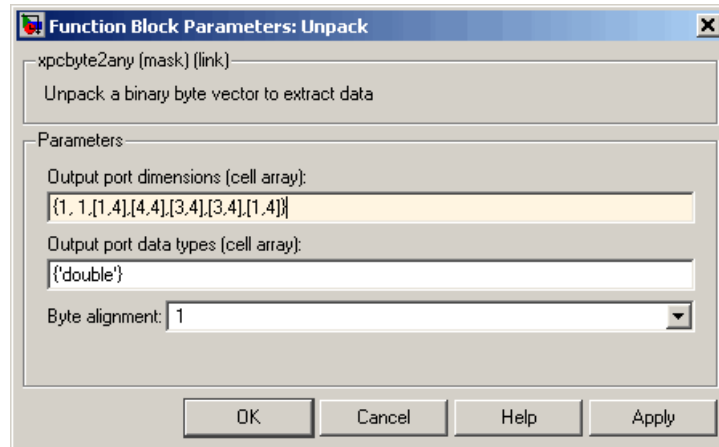 Function Block Parameters: Unpack
xpcbyte2any (mask) (link)
Unpack a binary byte vector to extract data
Parameters
Output port dimensions (cell array):
{1, 1,[1,4],[4,4],[3,4],[3,4],[1,4]}
Output port data types (cell array):
{'double'}
Byte alignment: 1
OK Cancel Help Apply